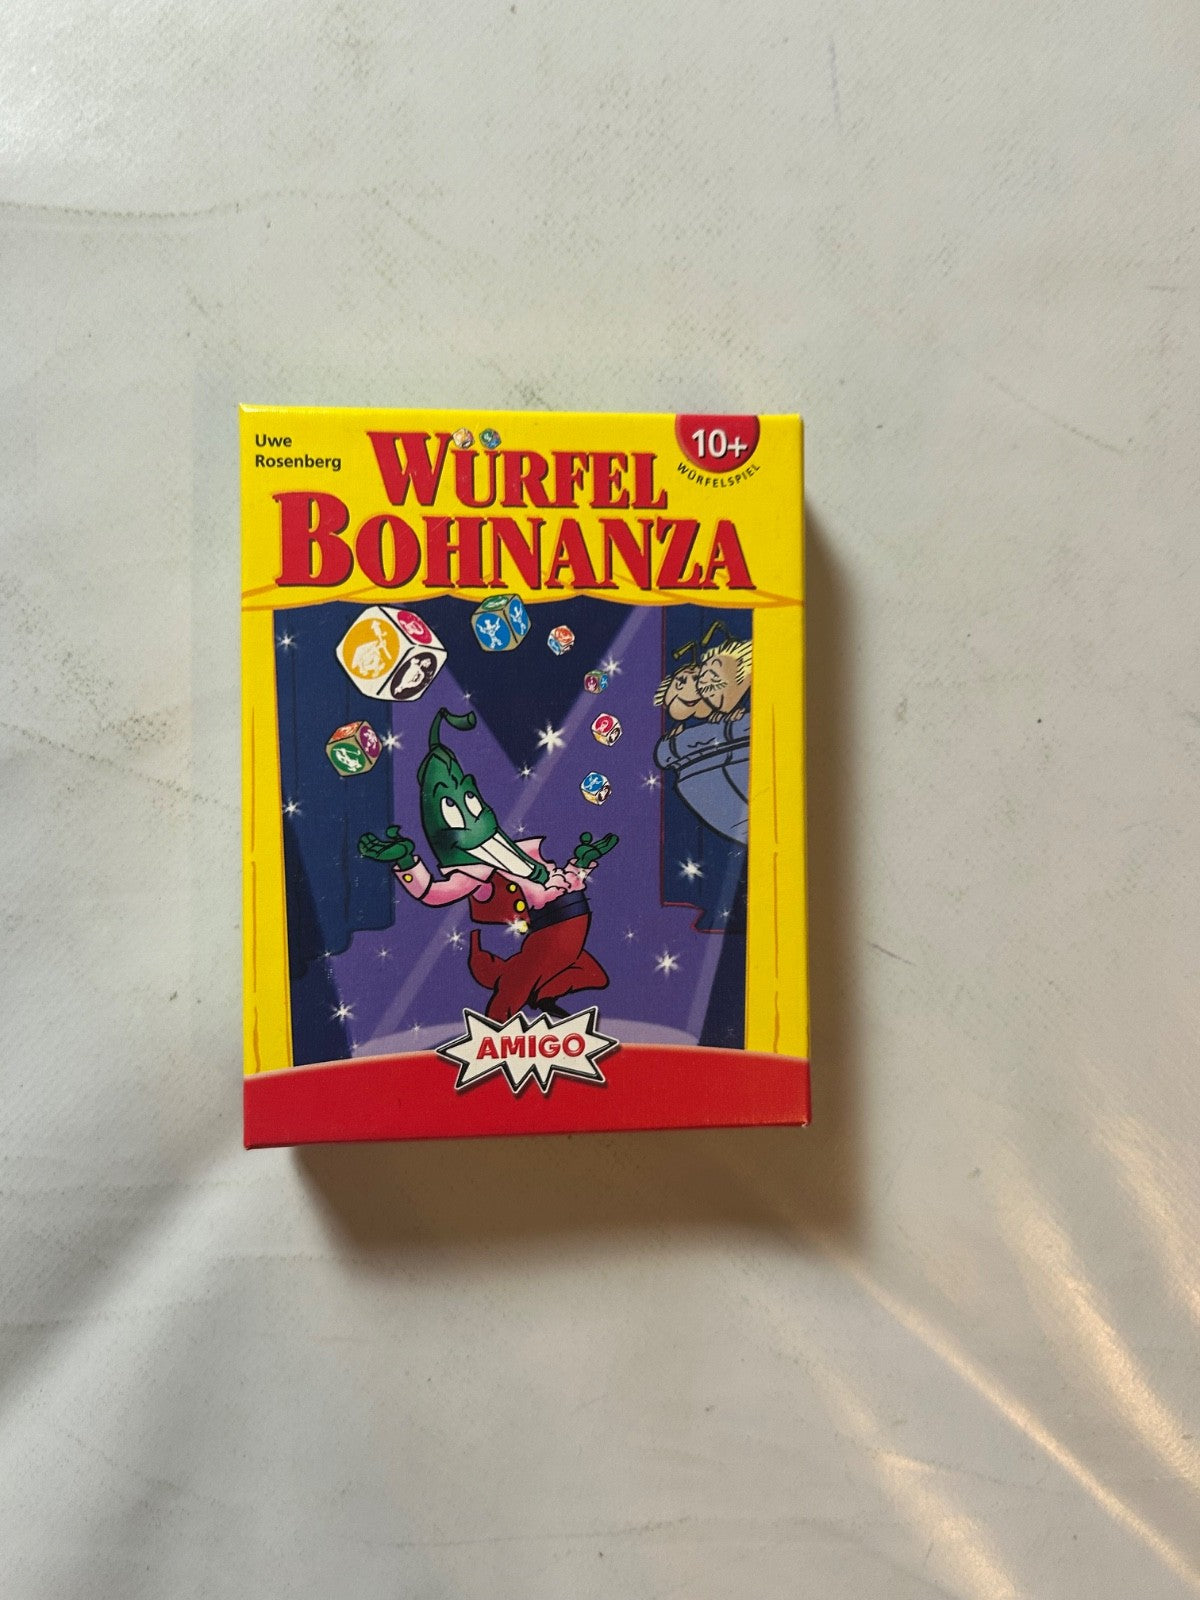 Uwe
Rosenberg
WÜRFEL
BOHNANZA
10+
WÜRFELSPIEL
AMIGO